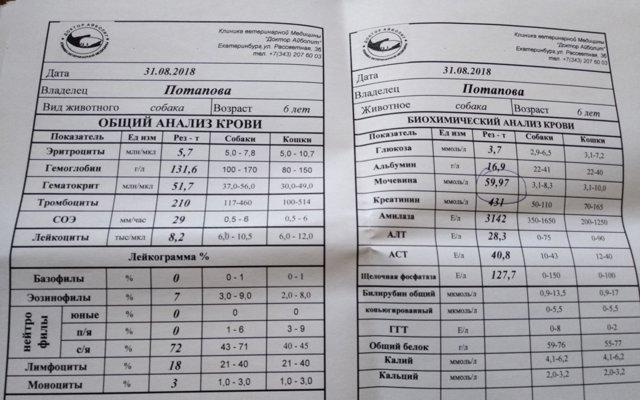 ДОКТОР АЙБОЛИТ
Клиника ветеринарной Медицины
"Доктор Айболит"
Екатеринбург,ул. Рассветная, 36
тел. +7(343) 207 60 03
Дата 31.08.2018
Владелец Потапова
Вид животного собака Возраст 6 лет
ОБЩИЙ АНАЛИЗ КРОВИ
Показатель Ед изм Рез - т Собаки Кошки
Эритроциты млн/мкл 5,7 5,0 - 7,8 5,0 - 10,7
Гемоглобин г/л 131,6 100 - 170 80 - 150
Гематокрит млн/мкл 51,7 37,0-56,0 30,0-49,0
Тромбоциты 210 117-460 100-514
СОЭ мм/час 29 0,5 - 6 0,5 - 6
Лейкоциты тыс/мкл 8,2 6,0 - 10,5 6,0 - 12,0
Лейкограмма %
Базофилы % 0 0 - 1 0 - 1
Эозинофилы % 7 3,0 - 9,0 2,0 - 8,0
нейтро филы
юные % 0 0 0
п/я % 0 1 - 6 3 - 9
с/я % 72 43 - 71 40 - 45
Лимфоциты % 18 21 - 40 21 - 40
Моноциты % 3 1,0 - 3,0 1,0 - 3,0
ДОКТОР АЙБОЛИТ
Клиника ветеринарной Медицины
"Доктор Айболит"
Екатеринбург,ул. Рассветная, 36
тел. +7(343) 207 60 03
Дата 31.08.2018
Владелец Потапова
Животное собака Возраст 6 лет
БИОХИМИЧЕСКИЙ АНАЛИЗ КРОВИ
Показатель Ед изм Рез - т Собаки Кошки
Глюкоза ммоль/л 3,7 2,9-6,5 3,1-7,2
Альбумин г/л 16,9 22-41 22-40
Мочевина ммоль/л 59,97 3,1-8,3 3,1-10,0
Креатинин мкмоль/л 431 50-110 70-165
Амилаза Е/л 3142 350-1650 200-1250
АЛТ Е/л 28,3 0-75 0-90
АСТ Е/л 40,8 10-43 12-40
Щелочная фосфатаза Е/л 127,7 0-150 0-100
Билирубин общий мкмоль/л 0,9-13,5 0,9-17
коньюгированный мкмоль/л 0-5,5 0-5,5
ГГТ Е/л 0-8 0-2
Общий белок г/л 59-76 55-77
Калий ммоль/л 4,1-6,2 4,1-6,2
Кальций ммоль/л 2,0-3,2 2,0-3,2